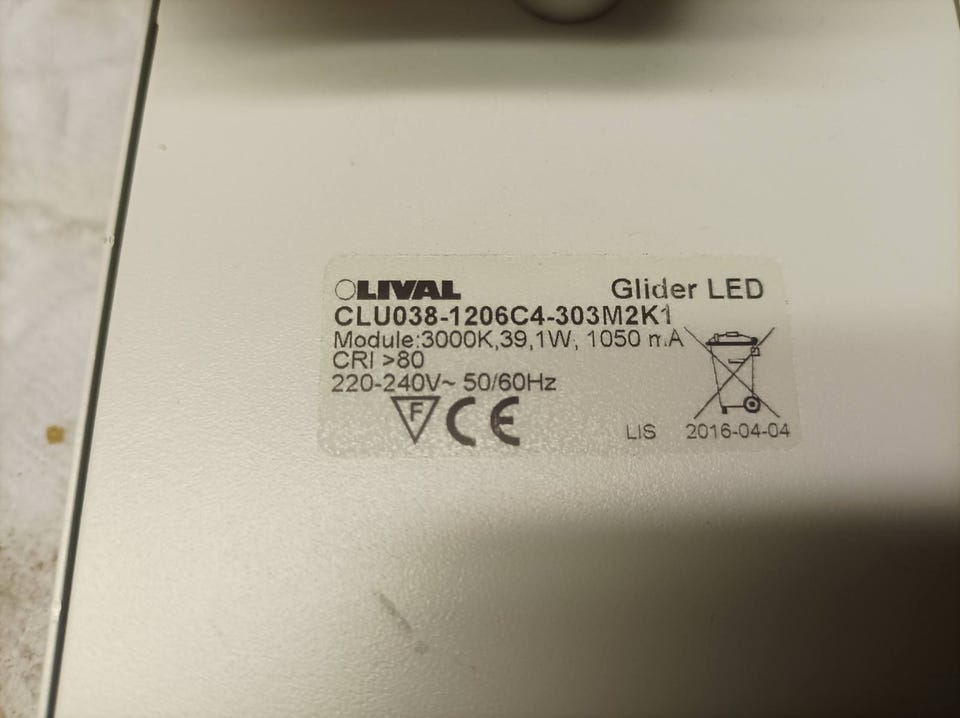 LIVAL Glider LED
CLU038-1206C4-303M2K1
Module:3000K,39,1W, 1050 mA
CRI >80
220-240V~ 50/60Hz
F CE
LIS 2016-04-04